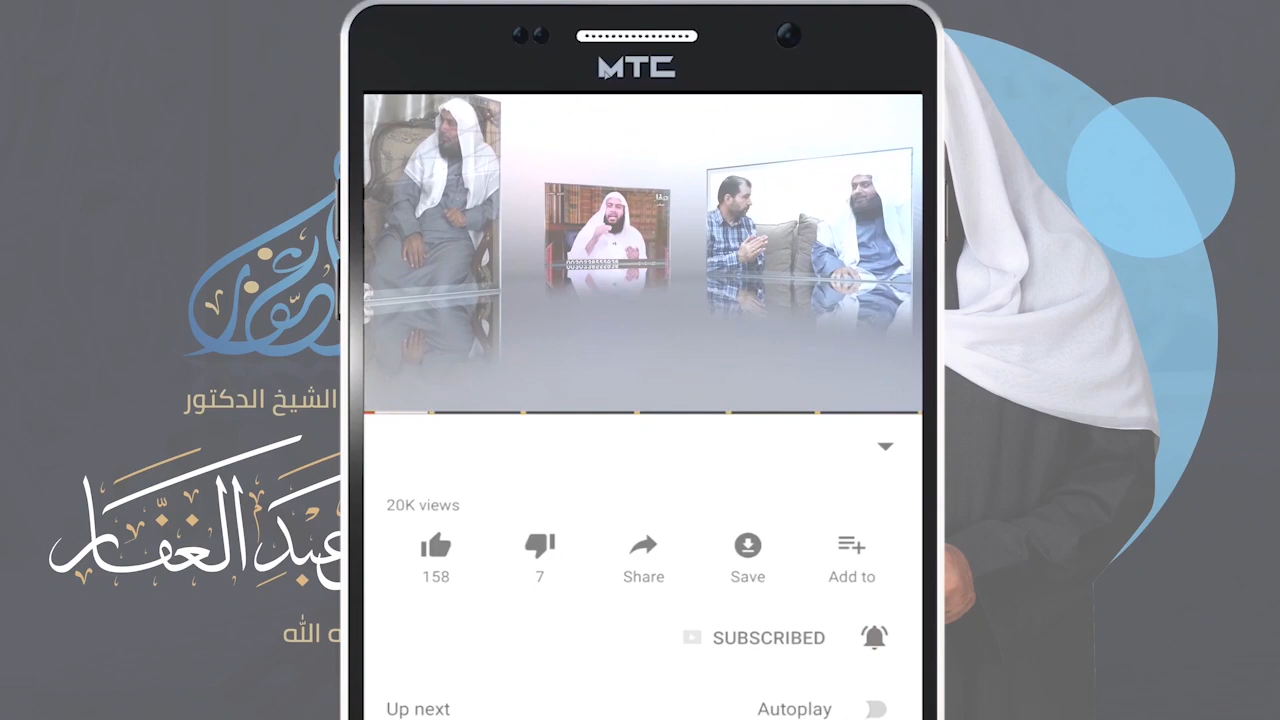 MTC
الشيخ الدكتور
عبد الغفار
ه الله
20K views
158
7
Share
Save
Add to
SUBSCRIBED
Up next
Autoplay